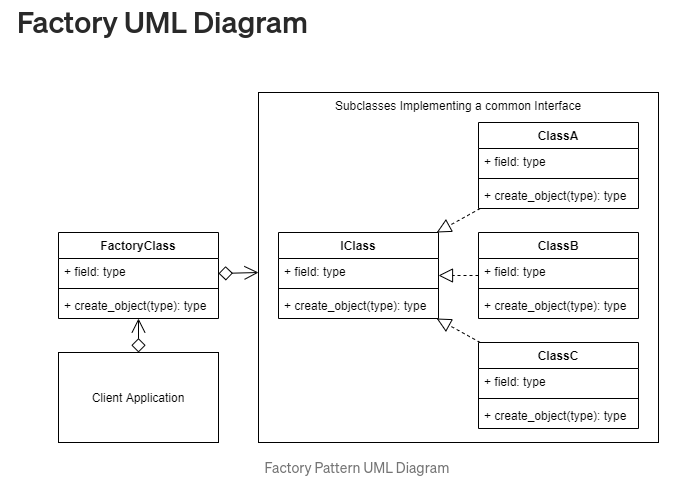 Factory UML Diagram
Subclasses Implementing a common Interface
ClassA
+ field: type
+ create_object(type): type
FactoryClass
+ field: type
+ create_object(type): type
IClass
+ field: type
+ create_object(type): type
ClassB
+ field: type
+ create_object(type): type
Client Application
ClassC
+ field: type
+ create_object(type): type
Factory Pattern UML Diagram